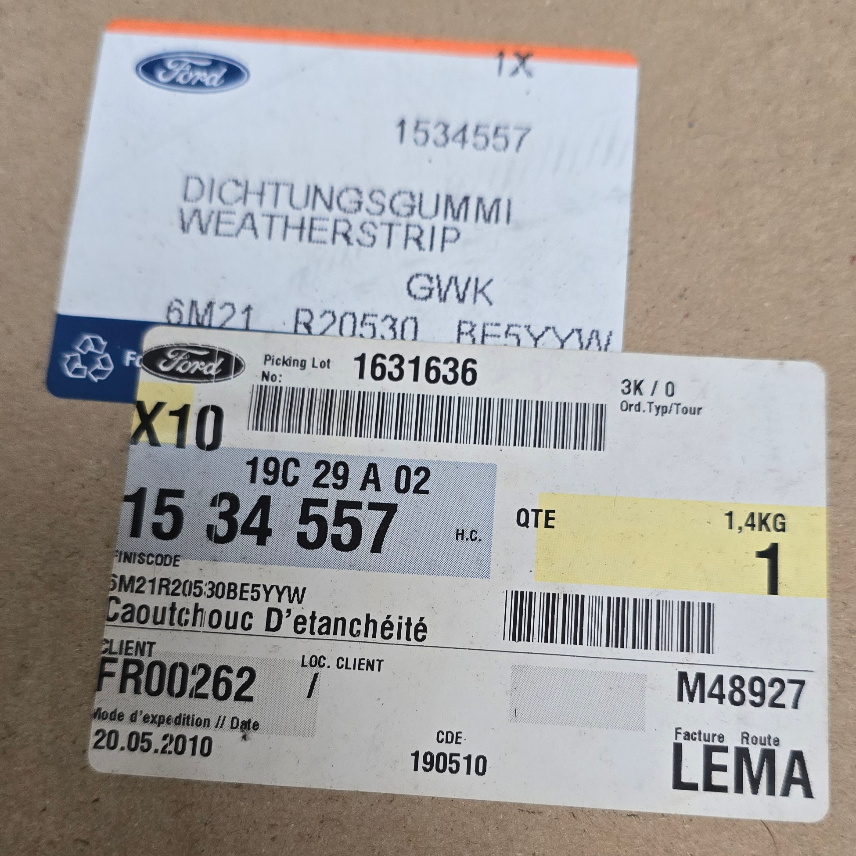 Ford
1X
1534557
DICHTUNGSGUMMI
WEATHERSTRIP
GWK
6M21 R20530 BE5YYW
Ford
Picking Lot
No:
1631636
3K / 0
Ord.Typ/Tour
X10
19C 29 A 02
15 34 557
H.C.
QTE
1,4KG
1
FINISCODE
6M21R20530BE5YYW
Caoutchouc D'etanchéité
CLIENT
FR00262
LOC. CLIENT
/
M48927
Mode d'expedition // Date
20.05.2010
CDE
190510
Facture Route
LEMA